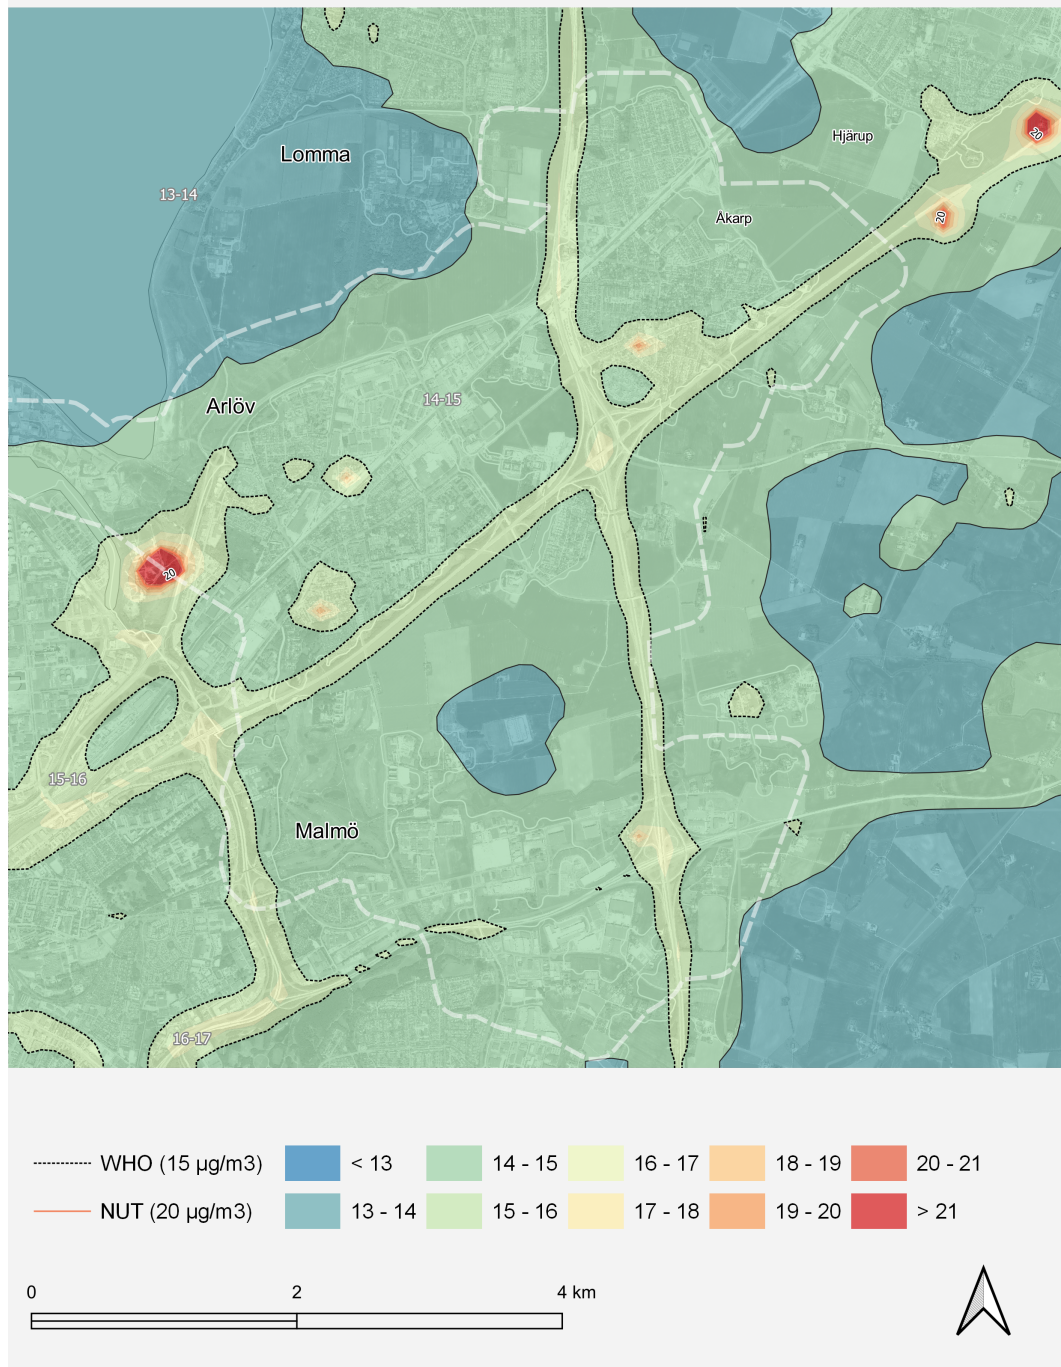 Lomma
Hjärup
20
13-14
Åkarp
20
14-15
Arlöv
20
15-16
Malmö
16-17
WHO (15 µg/m3)
< 13
14 - 15
16 - 17
18 - 19
20 - 21
NUT (20 µg/m3)
13 - 14
15 - 16
17 - 18
19 - 20
> 21
0 2 4 km